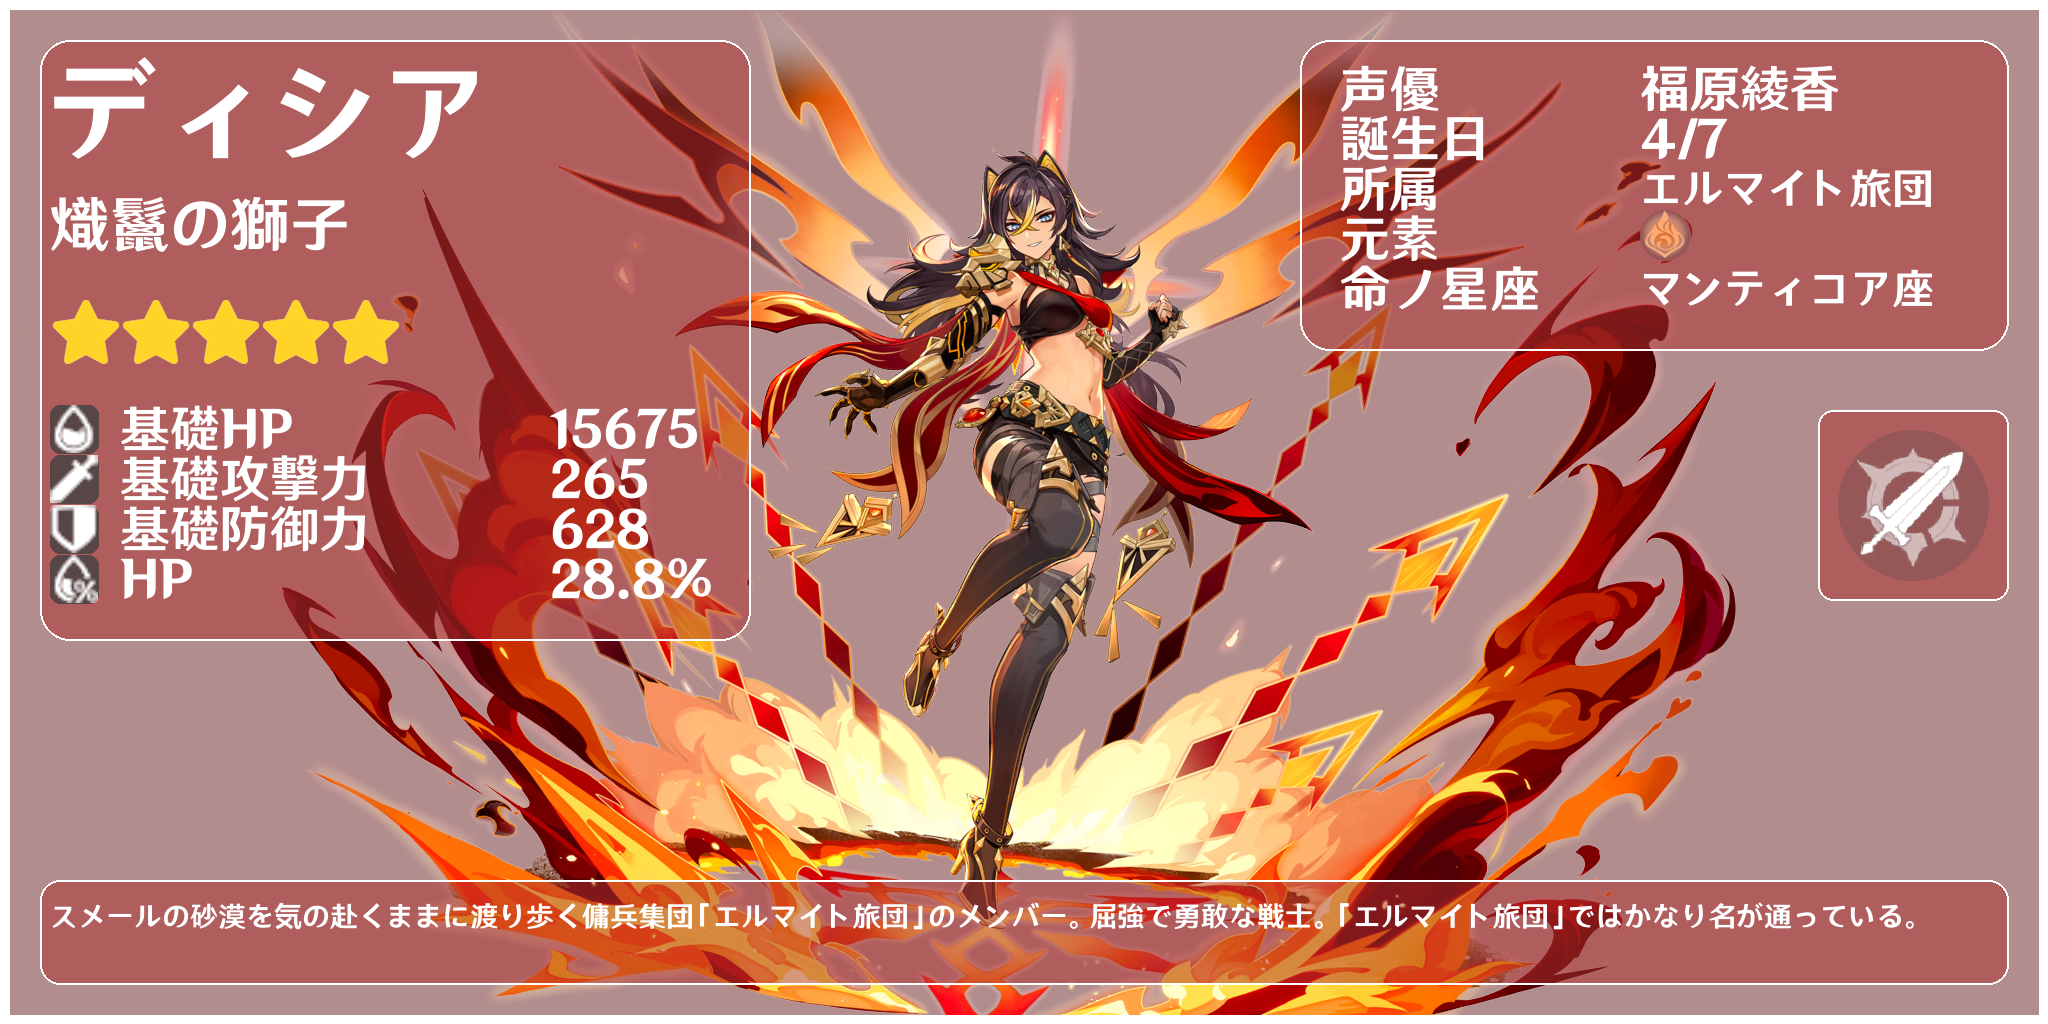 ディシア
熾鬣の獅子
基礎HP 15675
基礎攻撃力 265
基礎防御力 628
HP 28.8%
声優 福原綾香
誕生日 4/7
所属 エルマイト旅団
元素
命ノ星座 マンティコア座
スメールの砂漠を気の赴くままに渡り歩く傭兵集団「エルマイト旅団」のメンバー。屈強で勇敢な戦士。「エルマイト旅団」ではかなり名が通っている。